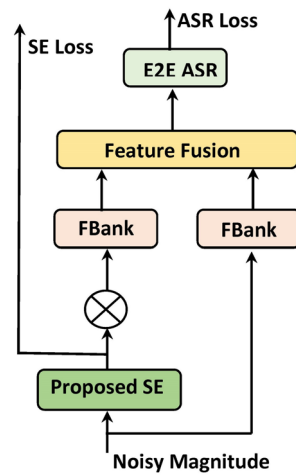 ASR Loss
SE Loss
E2E ASR
Feature Fusion
FBank
FBank
Proposed SE
Noisy Magnitude